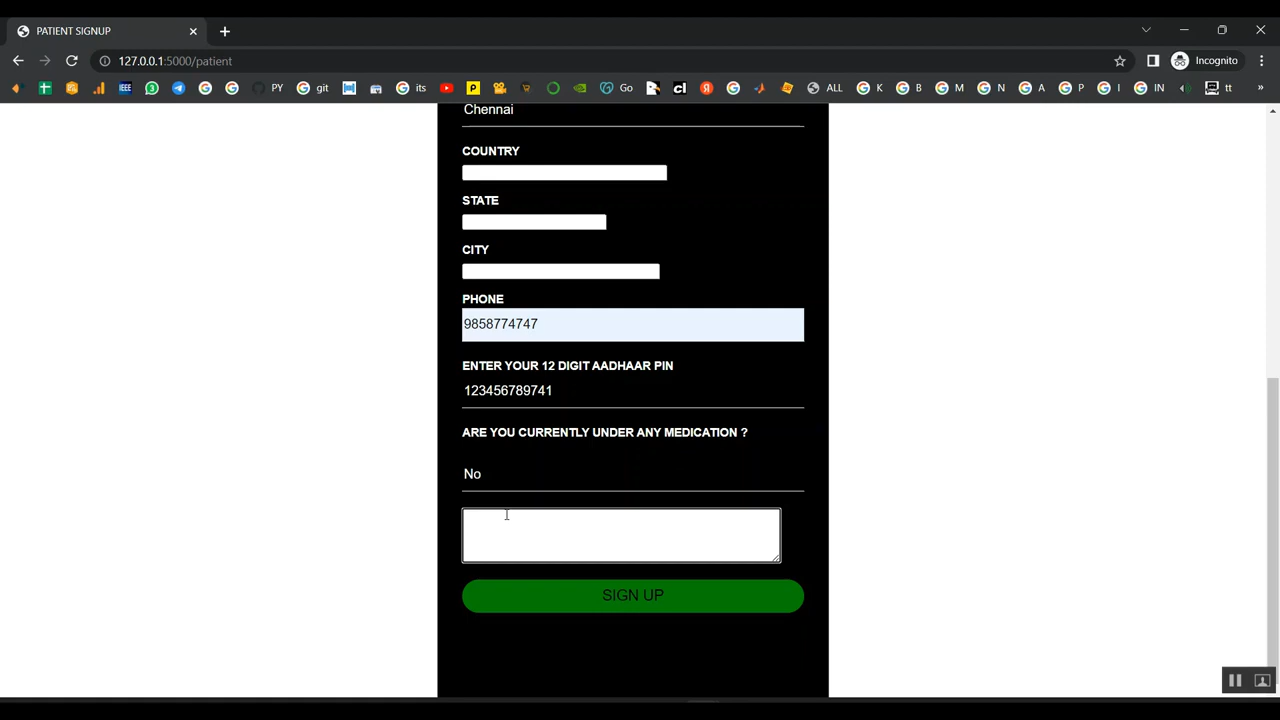 PATIENT SIGNUP
Incognito
127.0.0.1:5000/patient
IEEE
3
PY
git
its
Go
ALL
K
B
M
N
A
P
I
IN
tt
Chennai
COUNTRY
STATE
CITY
PHONE
9858774747
ENTER YOUR 12 DIGIT AADHAAR PIN
123456789741
ARE YOU CURRENTLY UNDER ANY MEDICATION ?
No
SIGN UP